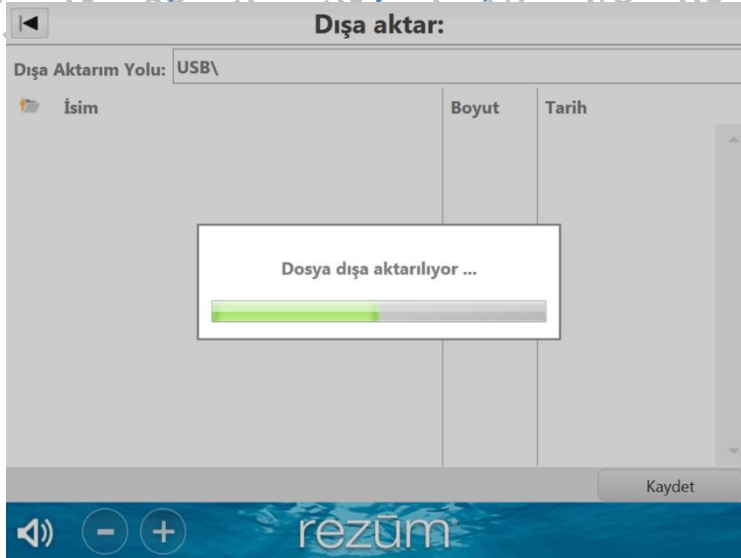 Dışa aktar:
Dışa Aktarım Yolu: USB\
İsim Boyut Tarih
Dosya dışa aktarılıyor ...
Kaydet
rezūm